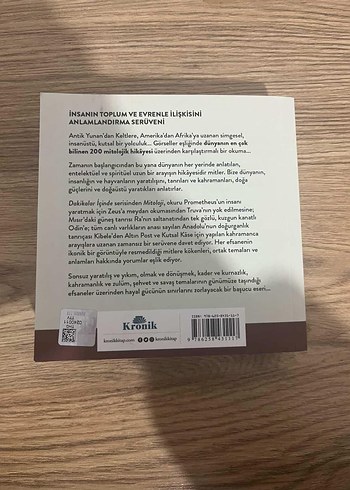 İNSANIN TOPLUM VE EVRENLE İLİŞKİSİNİ
ANLAMLANDIRMA SERÜVENİ
Antik Yunan'dan Keltlere, Amerika'dan Afrika'ya uzanan simgesel,
insanüstü, kutsal bir yolculuk... Görseller eşliğinde dünyanın en çok
bilinen 200 mitolojik hikâyesi üzerinden karşılaştırmalı bir okuma...
Zamanın başlangıcından bu yana dünyanın her yerinde anlatılan,
entelektüel ve spiritüel uzun bir arayışın hikâyesidir mitler. Bize dünyanın,
insanlığın ve hayvanların yaratılışını, tanrıları ve kahramanları, doğa
güçlerini ve doğaüstü yaratıkları anlatırlar.
Dakikalar İçinde serisinden Mitoloji, okuru Prometheus'un insanı
yaratmak için Zeus'a meydan okumasından Truva'nın yok edilmesine;
Mısır'daki güneş tanrısı Ra'nın saltanatından tek gözlü, kuzgun kanatlı
Odin'e; tüm canlı varlıkların anası sayılan Anadolu'nun doğurganlık
tanrıçası Kibele'den Altın Post ve Kutsal Kâse için yapılan kahramanca
arayışlara uzanan zamansız bir serüvene davet ediyor. Her efsanenin
ikonik bir görüntüyle resmedildiği mitlere kökenleri, ortak temaları ve
anlamları hakkında yorumlar eşlik ediyor.
Sonsuz yaratılış ve yıkım, olmak ve dönüşmek, kader ve kurnazlık,
kahramanlık ve zulüm, şehvet ve savaş temalarının günümüze taşındığı
efsaneler üzerinden hayal gücünün sınırlarını zorlayacak bir başucu eseri...
Kronik
kronikkitap.com
kronikkitap